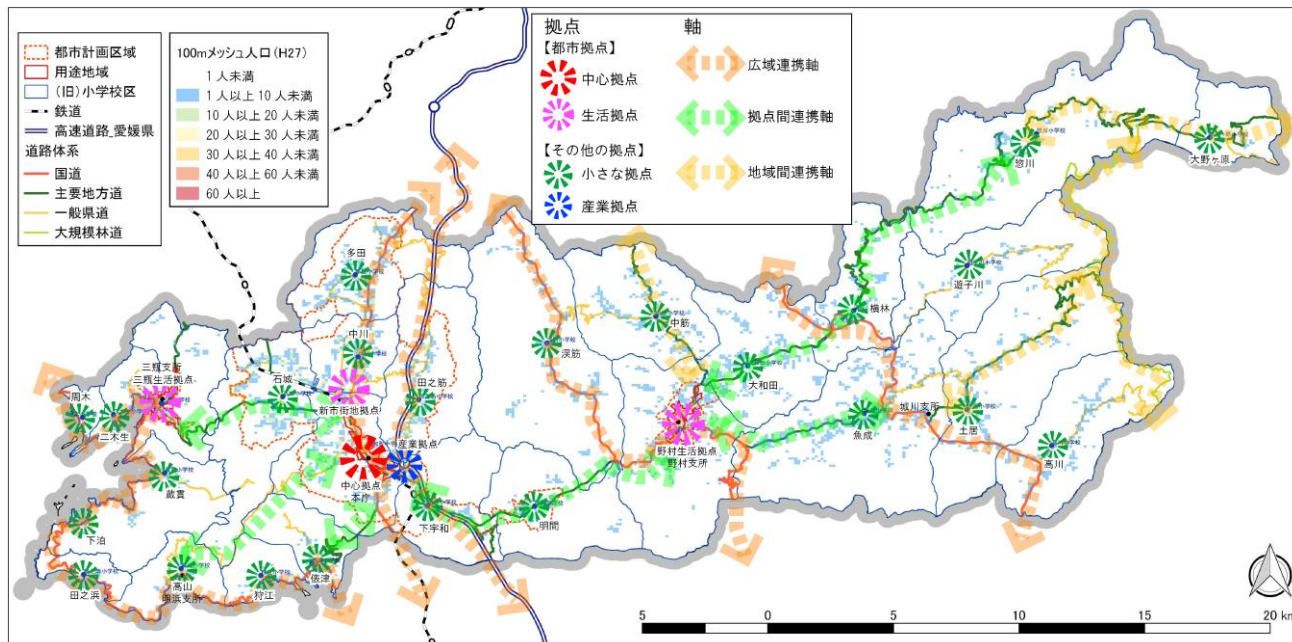 都市計画区域
用途地域
(旧)小学校区
鉄道
高速道路_愛媛県
道路体系
国道
主要地方道
一般県道
大規模林道
100mメッシュ人口(H27)
1人未満
1人以上10人未満
10人以上20人未満
20人以上30人未満
30人以上40人未満
40人以上60人未満
60人以上
拠点
【都市拠点】
中心拠点
生活拠点
【その他の拠点】
小さな拠点
産業拠点
軸
広域連携軸
拠点間連携軸
地域間連携軸
惣川
大野ヶ原
多田
遊子川
横林
中筋
渓筋
中川
三瓶支所
三瓶生活拠点
石城
新市街地拠点
田之筋
大和田
周木
二木生
城川支所
魚成
土居
野村生活拠点
野村支所
高川
産業拠点
中心拠点
本庁
蔵貫
下宇和
明間
下泊
俵津
田之浜
高山
明浜支所
狩江
5 0 5 10 15 20 km